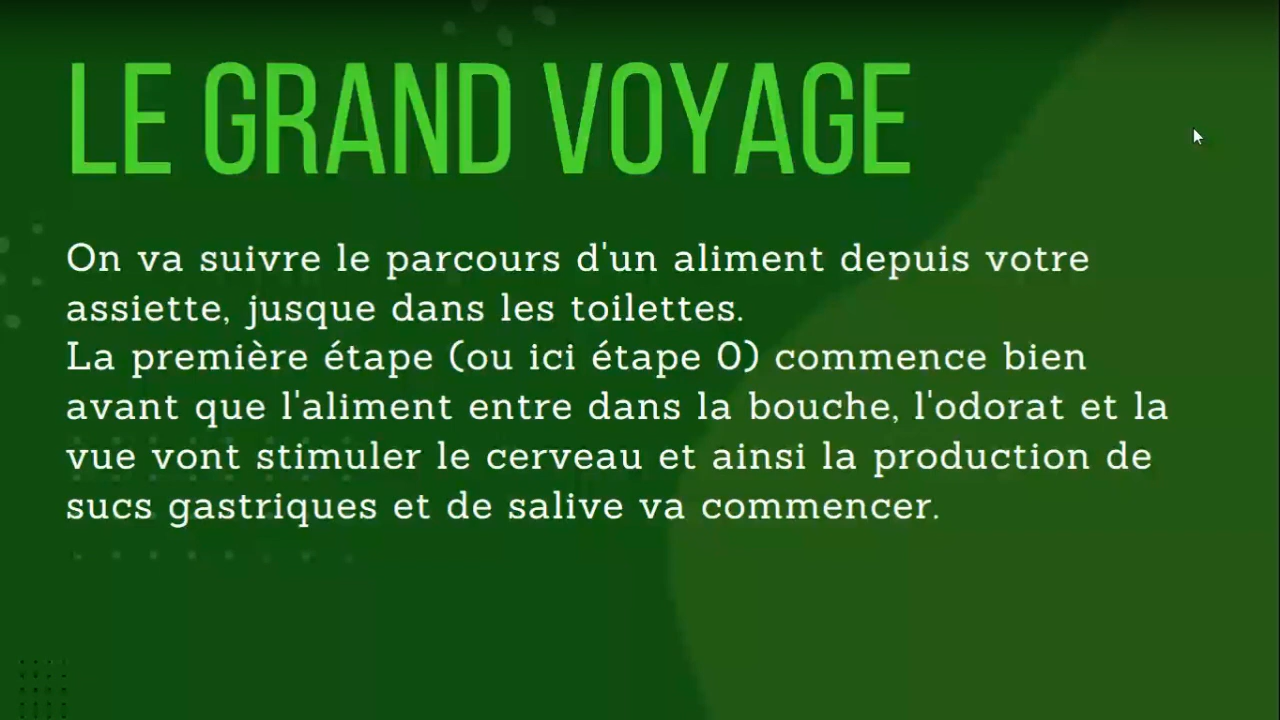 LE GRAND VOYAGE
On va suivre le parcours d'un aliment depuis votre
assiette, jusque dans les toilettes.
La première étape (ou ici étape 0) commence bien
avant que l'aliment entre dans la bouche, l'odorat et la
vue vont stimuler le cerveau et ainsi la production de
sucs gastriques et de salive va commencer.